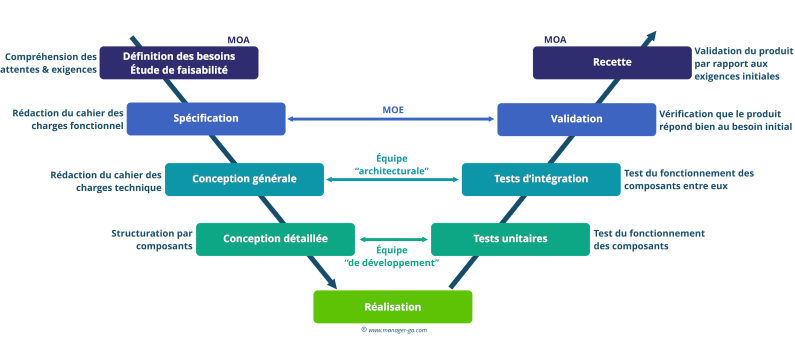 MOA
Compréhension des
attentes & exigences
Définition des besoins
Étude de faisabilité
MOA
Recette
Validation du produit
par rapport aux
exigences initiales
Rédaction du cahier des
charges fonctionnel
Spécification
MOE
Validation
Vérification que le produit
répond bien au besoin initial
Rédaction du cahier des
charges technique
Conception générale
Équipe
“architecturale”
Tests d’intégration
Test du fonctionnement des
composants entre eux
Structuration par
composants
Conception détaillée
Équipe
“de développement”
Tests unitaires
Test du fonctionnement
des composants
Réalisation
© www.manager-go.com